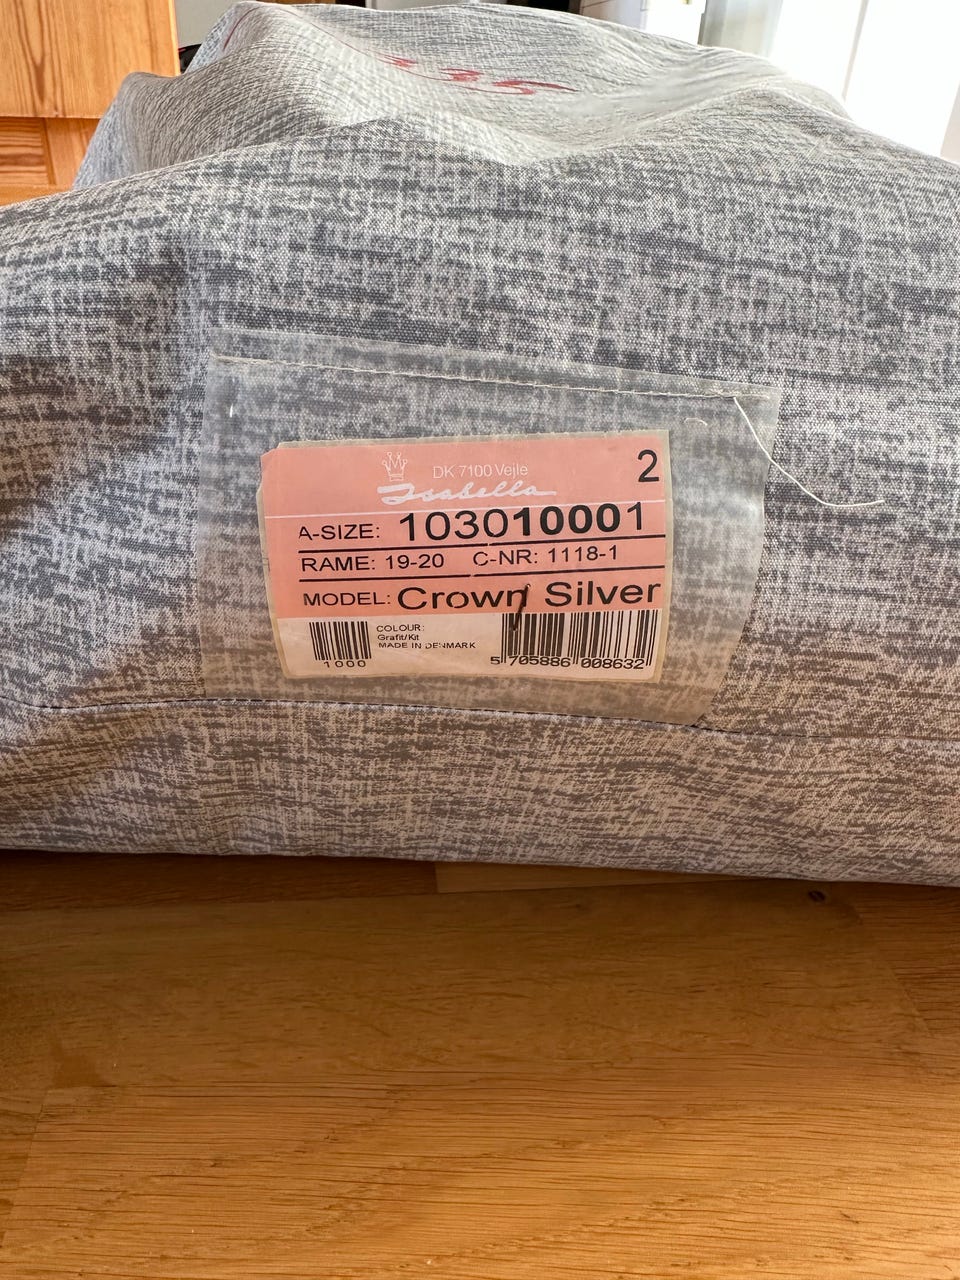 2
DK 7100 Vejle
Isabella
A-SIZE: 103010001
RAME: 19-20 C-NR: 1118-1
MODEL: Crown Silver
COLOUR:
Grafit/Kit
MADE IN DENMARK
1000
5 705886 008632